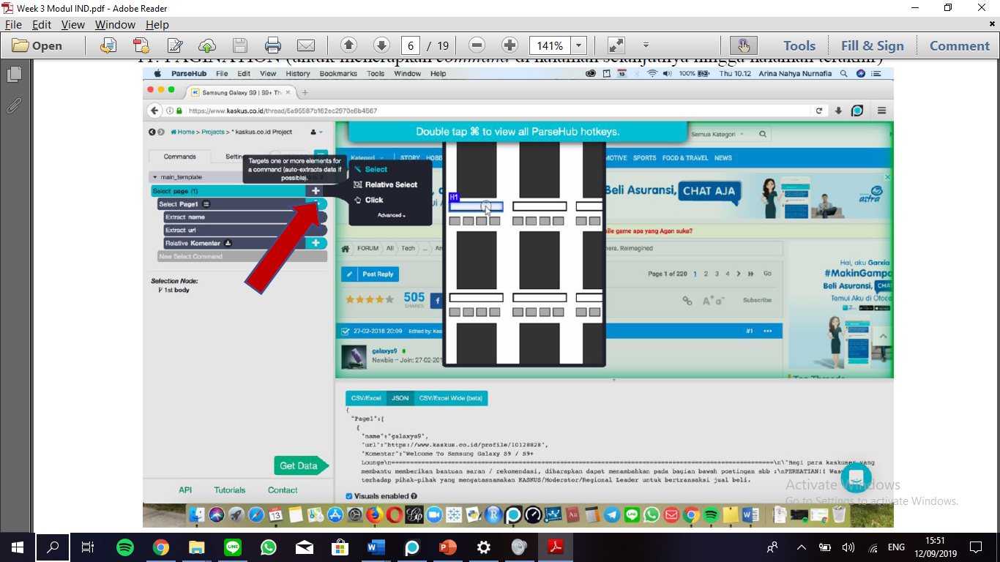 Week 3 Modul IND.pdf - Adobe Reader
File Edit View Window Help
Open 6 / 19 141% Tools Fill & Sign Comment
11. PAGINATION (untuk menerapkan command di halaman selanjutnya hingga halaman terakhir)
ParseHub File Edit View History Bookmarks Tools Window Help 13 100% Thu 10.12 Arina Nahya Nurnafia
Samsung Galaxy S9 | S9+ Th
https://www.kaskus.co.id/thread/5a95587b162ec2970e8b4567
Home > Projects > * kaskus.co.id Project
Double tap ⌘ to view all ParseHub hotkeys.
Semua Kategori
Commands Settin
Targets one or more elements for
a command (auto-extracts data if
possible).
Kategori STORY HOBB
MOTIVE SPORTS FOOD & TRAVEL NEWS
main_template
Select page (1)
Select Page1
Extract name
Extract url
Relative Komentar
New Select Command
Select
Relative Select
Click
Advanced
H1
Beli Asuransi, CHAT AJA
astra
bile game apa yang Agan suka?
FORUM All Tech ... An
mera. Reimagined
Selection Node:
1st body
Post Reply
Page 1 of 220 1 2 3 4 Go
505
SHARES
A+ a- Subscribe
Hai, aku Garxia
#MakinGampa
Beli Asuransi, CHA
Temui Aku di Otoco
27-02-2018 20:09 Edited by: Kas
#1
galaxys9
Newbie - Join: 27-02-201
Top Threads
CSV/Excel JSON CSV/Excel Wide (beta)
{
"Page1":[
{
"name":"galaxys9",
"url":"https://www.kaskus.co.id/profile/10128828",
"Komentar":"Welcome To Samsung Galaxy S9 / S9+
membantu memberikan bantuan saran / rekomendasi, diharapkan dapat menambahkan pada bagian bawah postingan sbb :\nPERHATIAN!! Was
terhadap pihak-pihak yang mengatasnamakan KASKUS/Moderator/Regional Leader untuk bertransaksi jual beli.
Get Data
API Tutorials Contact
Visuals enabled
Activate Windows
Go to Settings to activate Windows.
13
ENG
15:51
12/09/2019